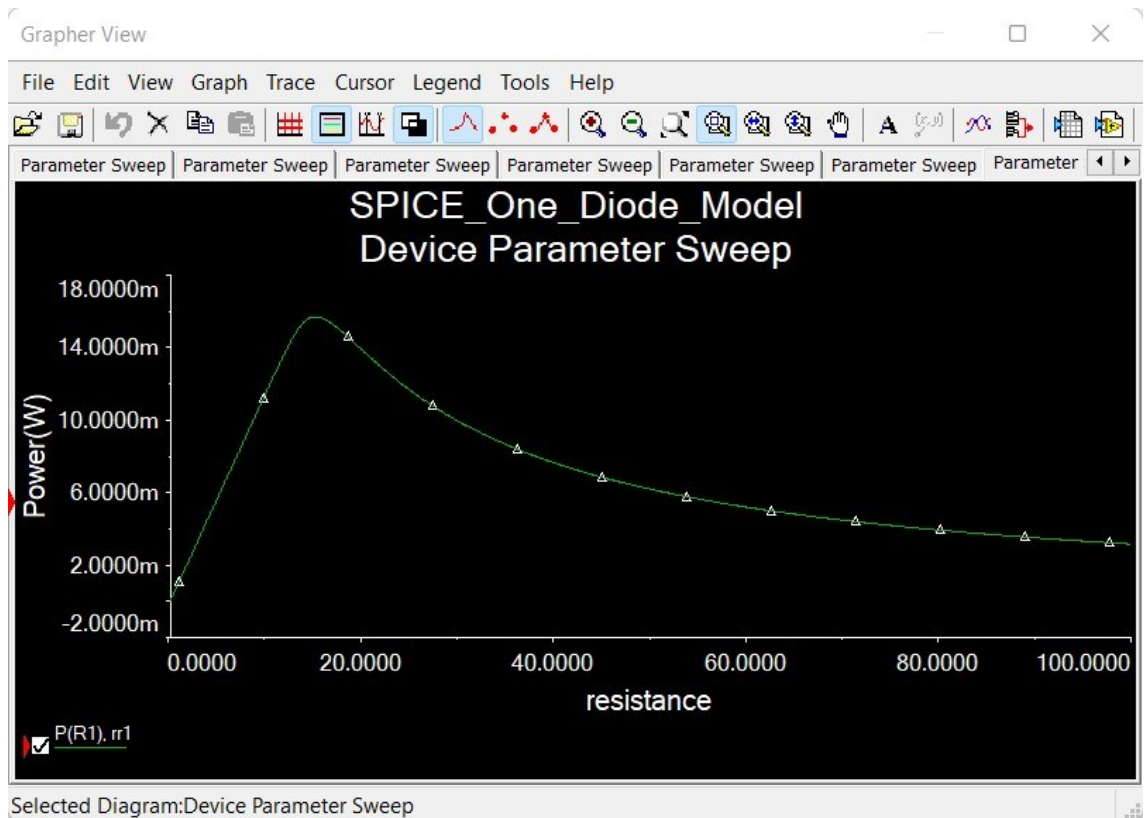 Grapher View
File Edit View Graph Trace Cursor Legend Tools Help
A
Parameter Sweep Parameter Sweep Parameter Sweep Parameter Sweep Parameter Sweep Parameter Sweep Parameter
SPICE_One_Diode_Model
Device Parameter Sweep
Power(W)
18.0000m
14.0000m
10.0000m
6.0000m
2.0000m
-2.0000m
0.0000 20.0000 40.0000 60.0000 80.0000 100.0000
resistance
P(R1), rr1
Selected Diagram:Device Parameter Sweep